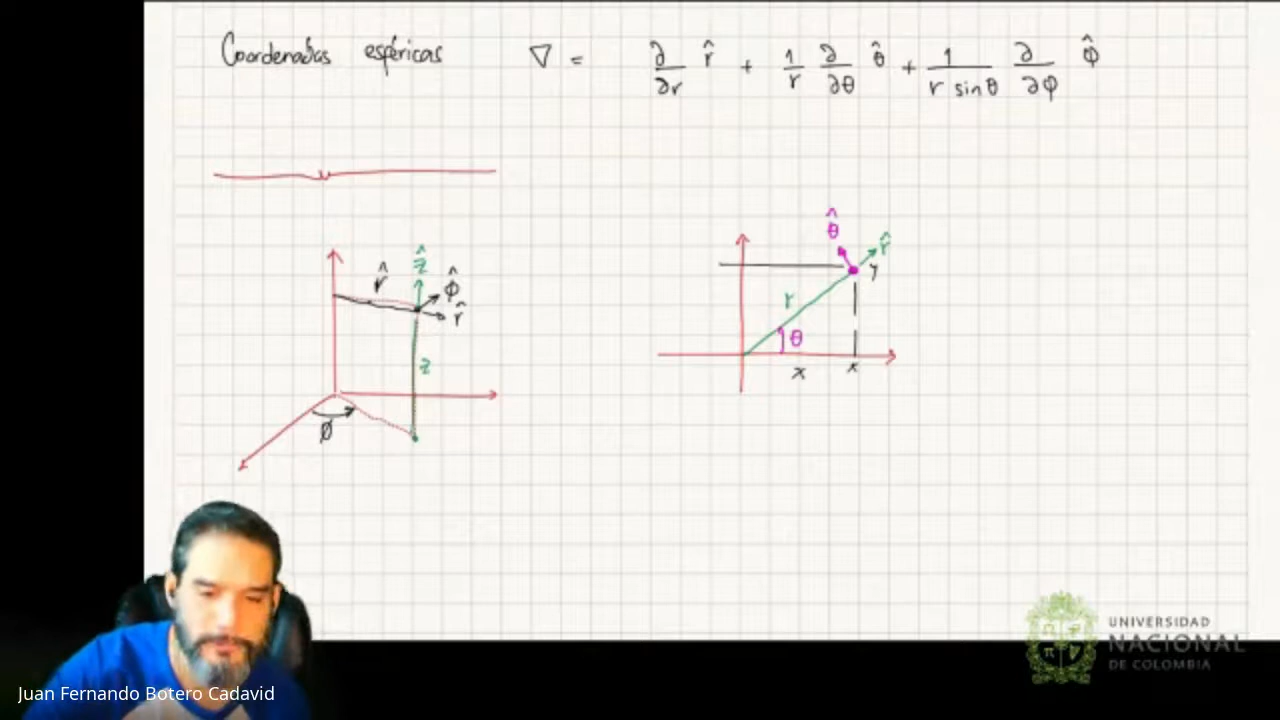 Coordenadas esféricas ∇ = ∂/∂r r̂ + 1/r ∂/∂θ θ̂ + 1/(r sinθ) ∂/∂φ φ̂
θ̂
r̂
ẑ
r̂
φ̂
r̂
y
r
z
θ
x
x
φ
UNIVERSIDAD
NACIONAL
DE COLOMBIA
Juan Fernando Botero Cadavid